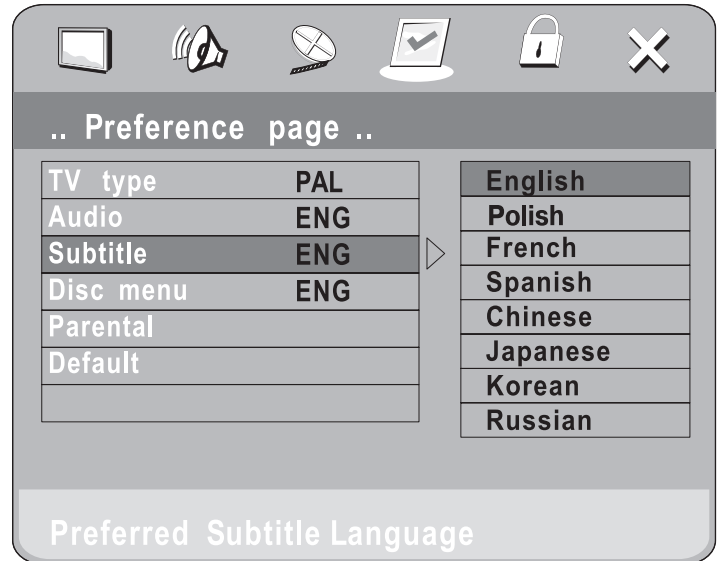 .. Preference page ..
TV type PAL
Audio ENG
Subtitle ENG
Disc menu ENG
Parental
Default
English
Polish
French
Spanish
Chinese
Japanese
Korean
Russian
Preferred Subtitle Language